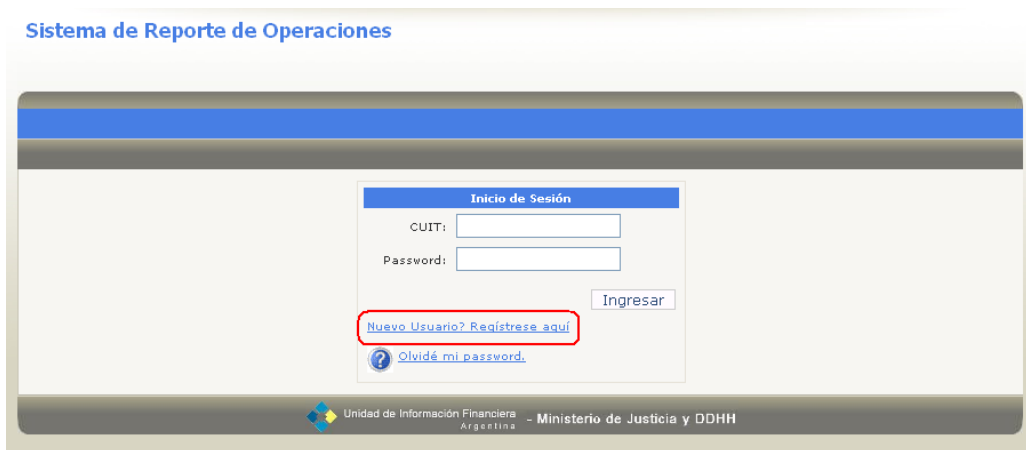 Sistema de Reporte de Operaciones
Inicio de Sesión
CUIT:
Password:
Ingresar
Nuevo Usuario? Regístrese aquí
? Olvidé mi password.
Unidad de Información Financiera
Argentina
- Ministerio de Justicia y DDHH